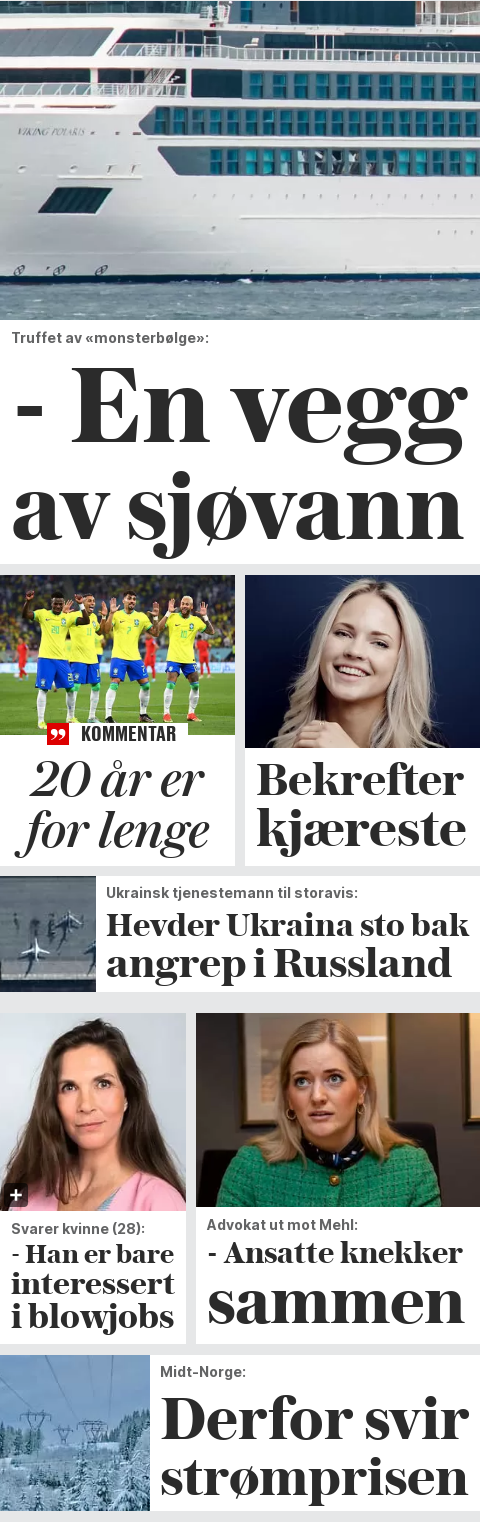 VIKING POLARIS
Truffet av «monsterbølge»:
- En vegg
av sjøvann
KOMMENTAR
20 år er
for lenge
Bekrefter
kjæreste
Ukrainsk tjenestemann til storavis:
Hevder Ukraina sto bak
angrep i Russland
Svarer kvinne (28):
- Han er bare
interessert
i blowjobs
Advokat ut mot Mehl:
- Ansatte knekker
sammen
Midt-Norge:
Derfor svir
strømprisen